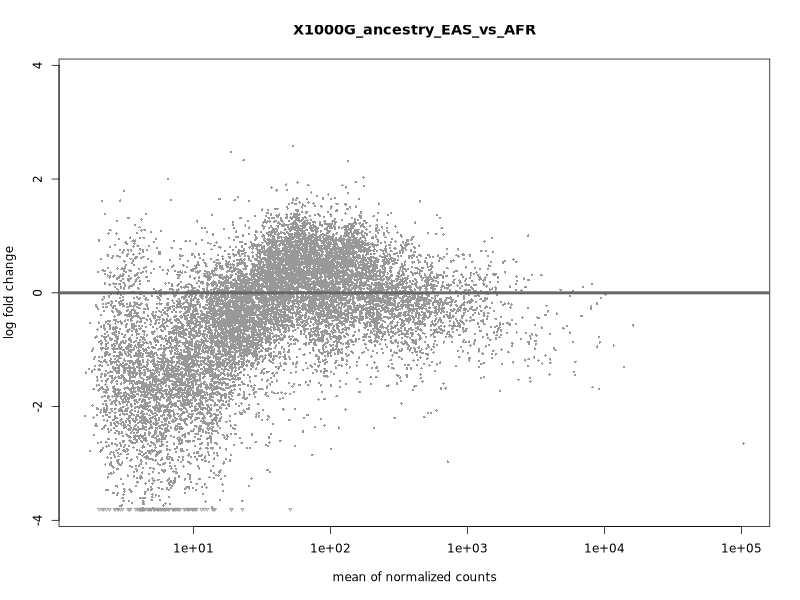 X1000G_ancestry_EAS_vs_AFR
4
2
0
-2
-4
log fold change
1e+01 1e+02 1e+03 1e+04 1e+05
mean of normalized counts